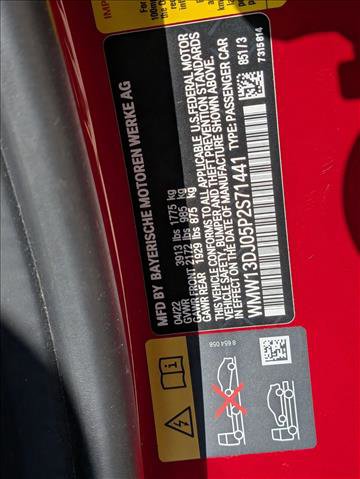 MFD BY BAYERISCHE MOTOREN WERKE AG
04/22
GVWR 3913 lbs 1775 kg
GAWR FRONT 2172 lbs 985 kg
GAWR REAR 1929 lbs 875 kg
THIS VEHICLE CONFORMS TO ALL APPLICABLE U.S.FEDERAL MOTOR
VEHICLE SAFETY, BUMPER, AND THEFT PREVENTION STANDARDS
IN EFFECT ON THE DATE OF MANUFACTURE SHOWN ABOVE.
WMW13DJ05P2S71441 TYPE: PASSENGER CAR
851/3
7315814
8 654 058